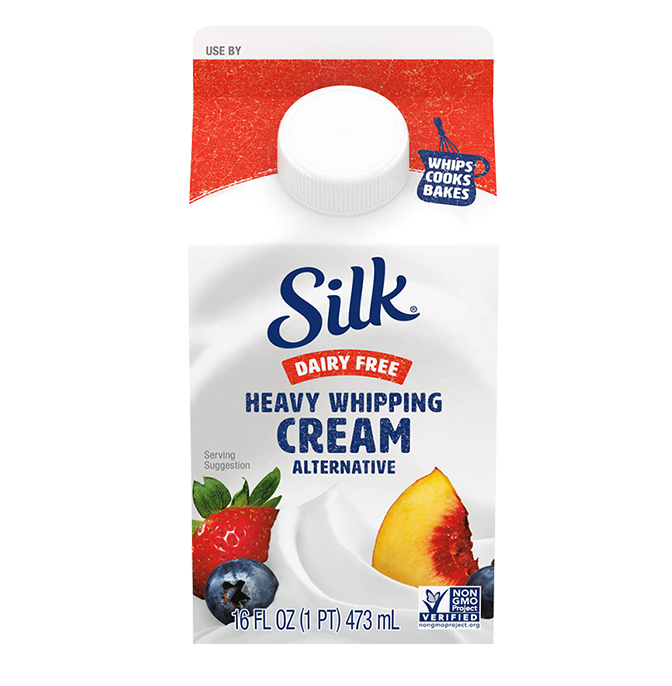 USE BY
WHIPS
COOKS
BAKES
Silk®
DAIRY FREE
HEAVY WHIPPING
CREAM
ALTERNATIVE
Serving
Suggestion
NON
GMO
Project
VERIFIED
nongmoproject.org
16 FL OZ (1 PT) 473 mL